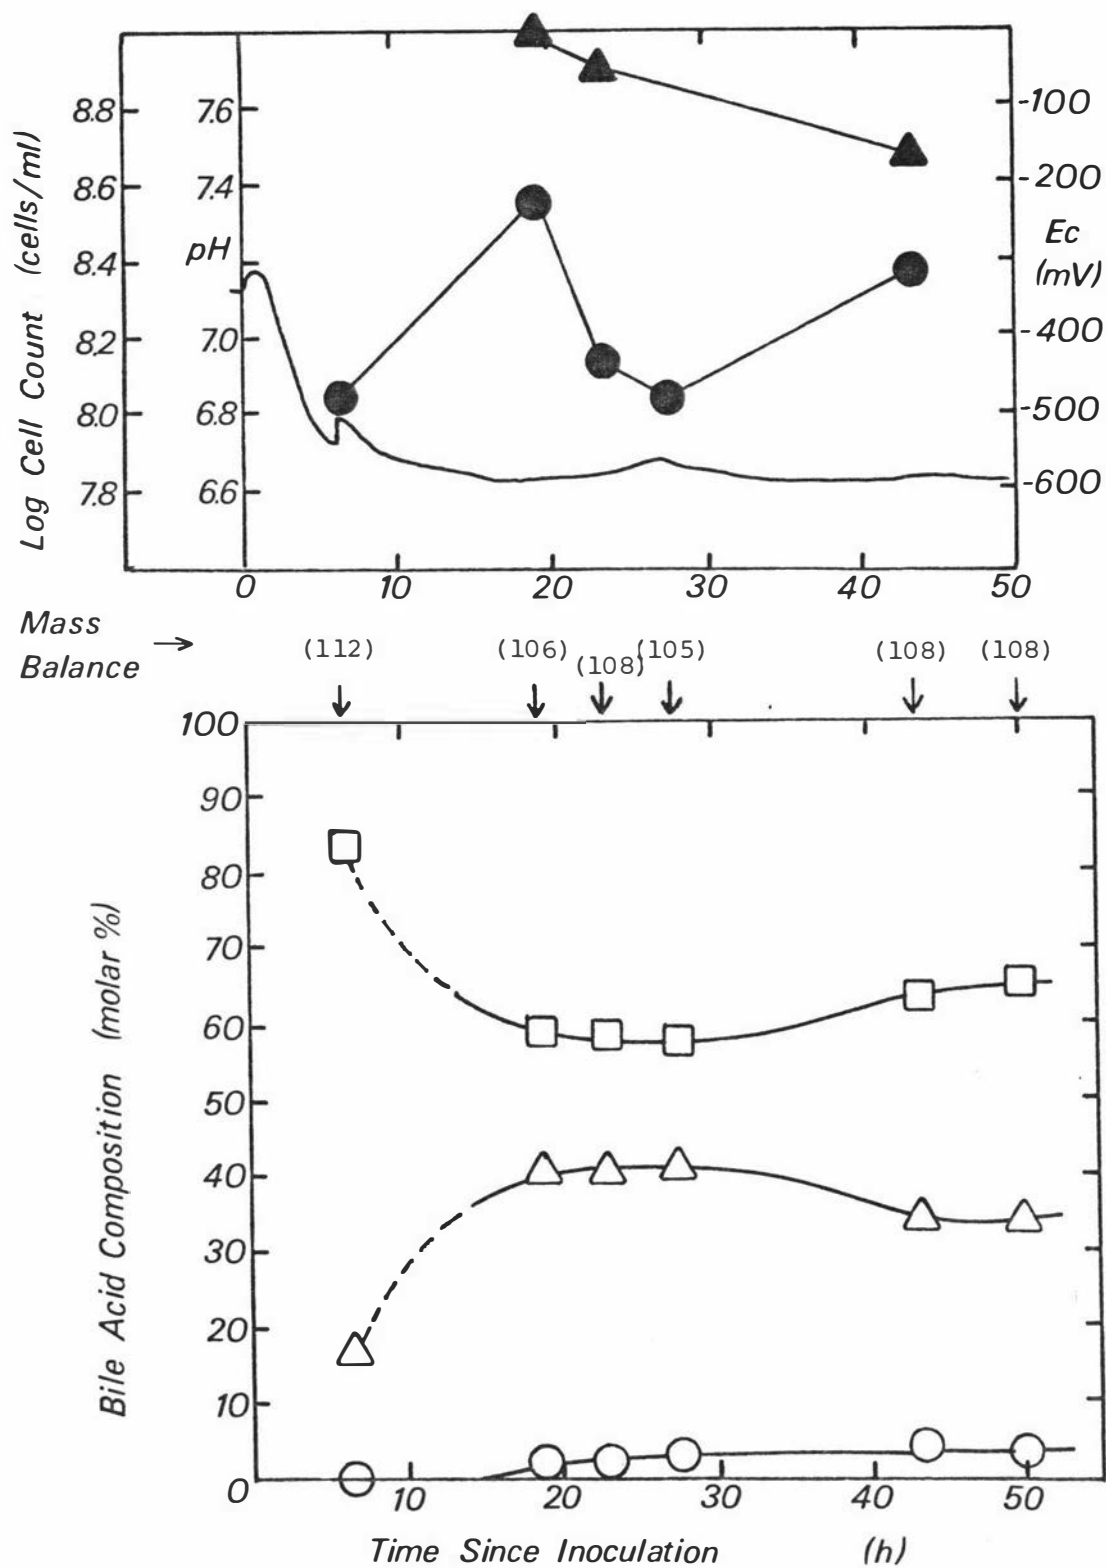 Log Cell Count (cells/ml)
8.8
8.6
8.4
8.2
8.0
7.8
pH
7.6
7.4
7.0
6.8
6.6
-100
-200
Ec
(mV)
-400
-500
-600
0 10 20 30 40 50
Mass
Balance →
(112) (106) (108) (105) (108) (108)
Bile Acid Composition (molar %)
100
90
80
70
60
50
40
30
20
10
0
10 20 30 40 50
Time Since Inoculation (h)